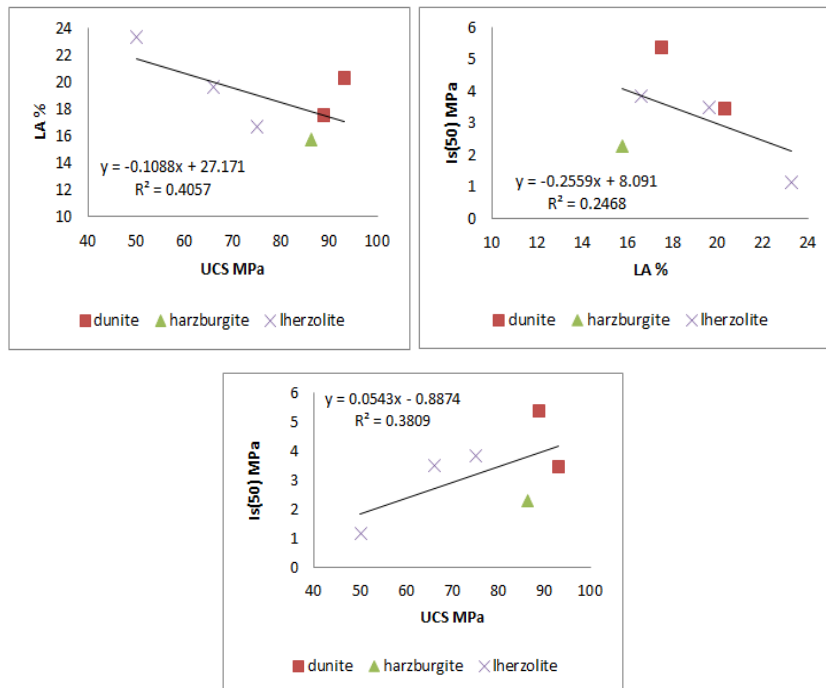 24
22
20
18
16
14
12
10
LA %
y = -0.1088x + 27.171
R² = 0.4057
40 50 60 70 80 90 100
UCS MPa
dunite harzburgite lherzolite
6
5
4
3
2
1
0
Is(50) MPa
y = -0.2559x + 8.091
R² = 0.2468
10 12 14 16 18 20 22 24
LA %
dunite harzburgite lherzolite
6
5
4
3
2
1
0
Is(50) MPa
y = 0.0543x - 0.8874
R² = 0.3809
40 50 60 70 80 90 100
UCS MPa
dunite harzburgite lherzolite